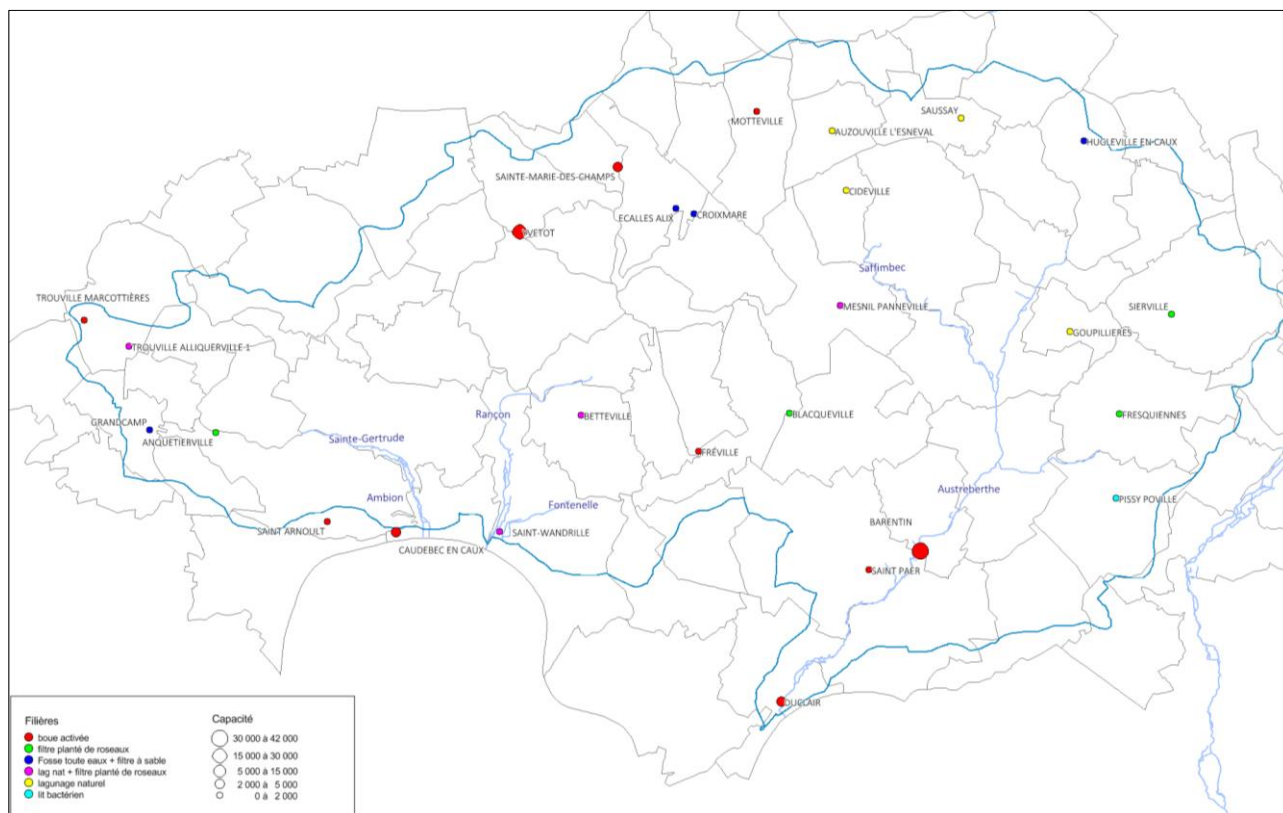 SAUSSAY
MOTTEVILLE
AUZOUVILLE L'ESNEVAL
HUGLEVILLE EN CAUX
SAINTE-MARIE-DES-CHAMPS
CIDEVILLE
ECALLES ALIX
CROIXMARE
YVETOT
Saffimbec
TROUVILLE MARCOTTIÈRES
MESNIL PANNEVILLE
SIERVILLE
GOUPILLIERES
TROUVILLE ALLIQUERVILLE 1
Rançon
BETTEVILLE
BLACQUEVILLE
FRESQUIENNES
GRANDCAMP
ANQUETIERVILLE
Sainte-Gertrude
FRÉVILLE
Ambion
Fontenelle
Austreberthe
PISSY POVILLE
SAINT ARNOULT
SAINT-WANDRILLE
BARENTIN
CAUDEBEC EN CAUX
SAINT PAER
DUCLAIR
Filières
boue activée
filtre planté de roseaux
Fosse toute eaux + filtre à sable
lag nat + filtre planté de roseaux
lagunage naturel
lit bactérien
Capacité
30 000 à 42 000
15 000 à 30 000
5 000 à 15 000
2 000 à 5 000
0 à 2 000